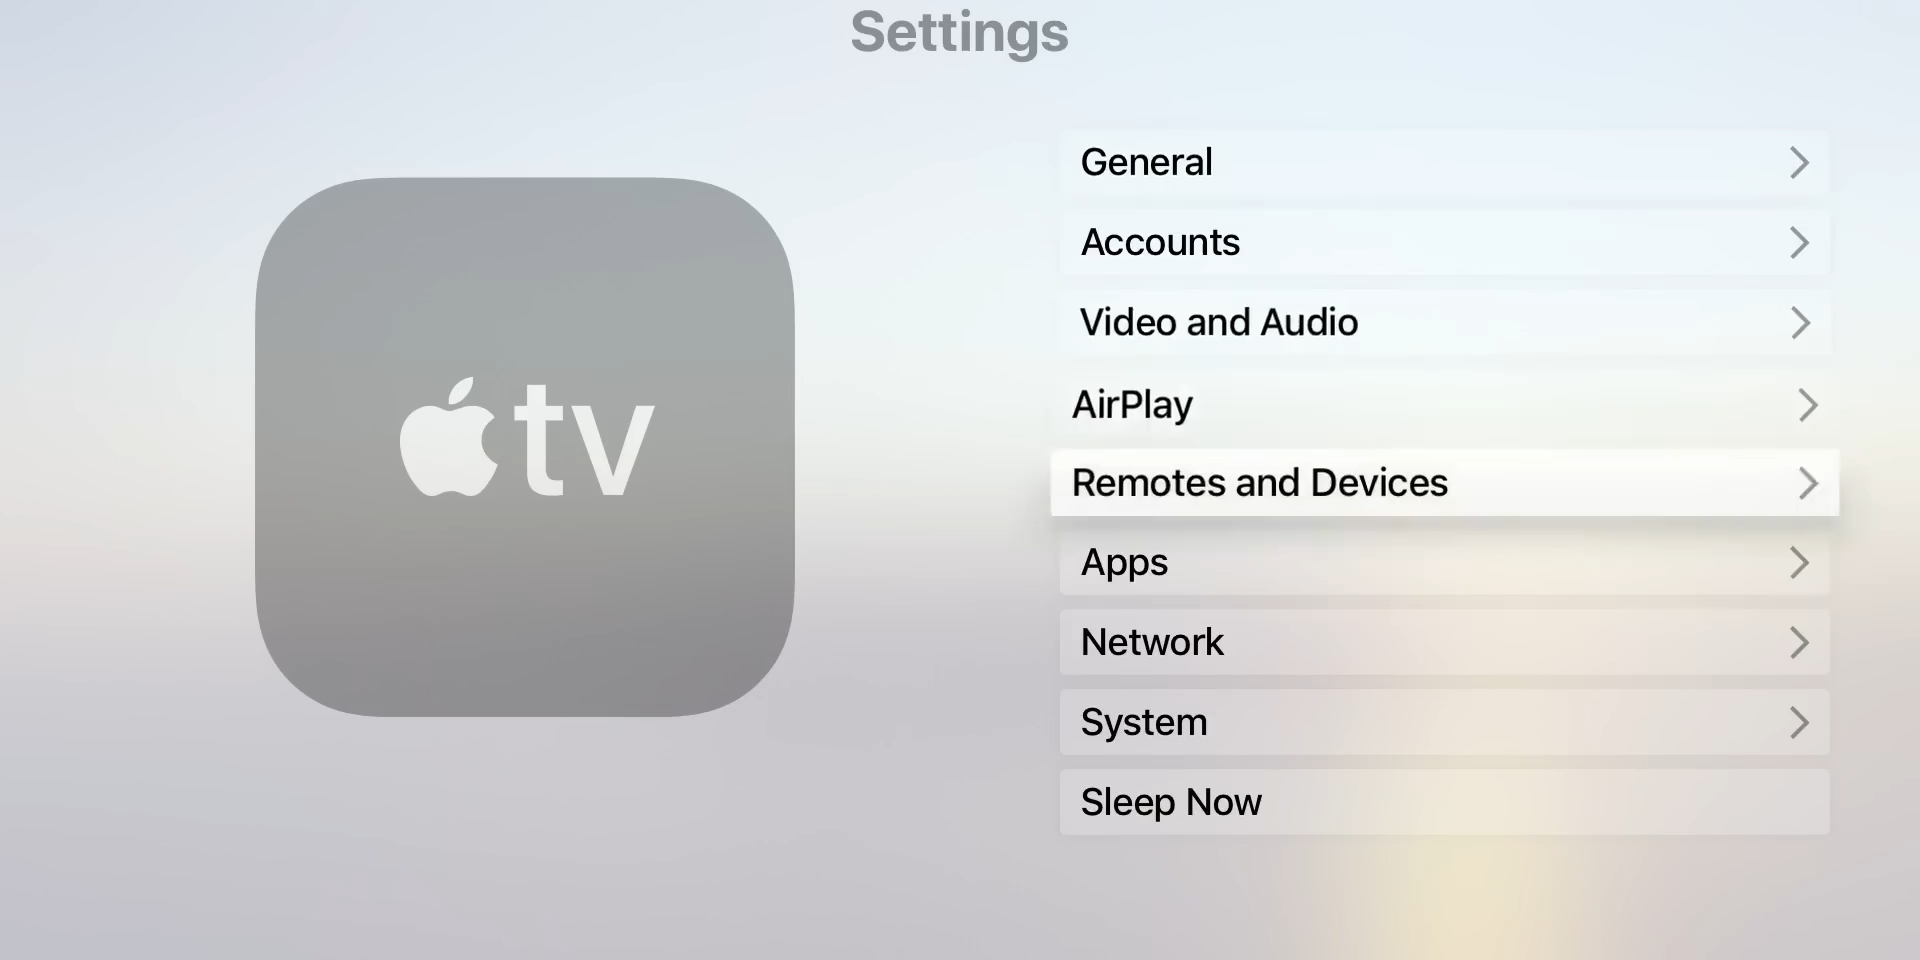 Settings
tv
General
Accounts
Video and Audio
AirPlay
Remotes and Devices
Apps
Network
System
Sleep Now